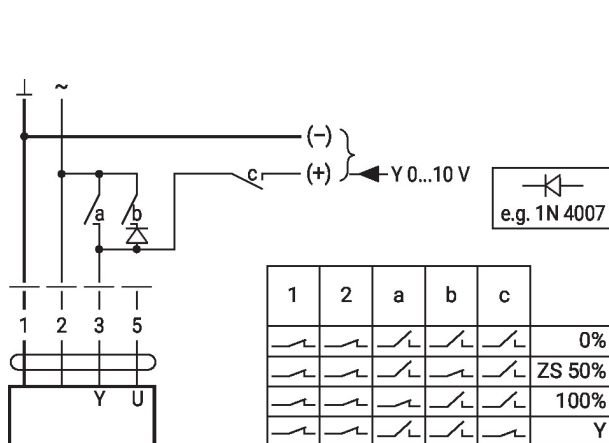 ⊥ ~
(–)
c (+) Y 0...10 V
a b
e.g. 1N 4007
1 2 a b c
1 2 3 5
0%
ZS 50%
100%
Y U
Y